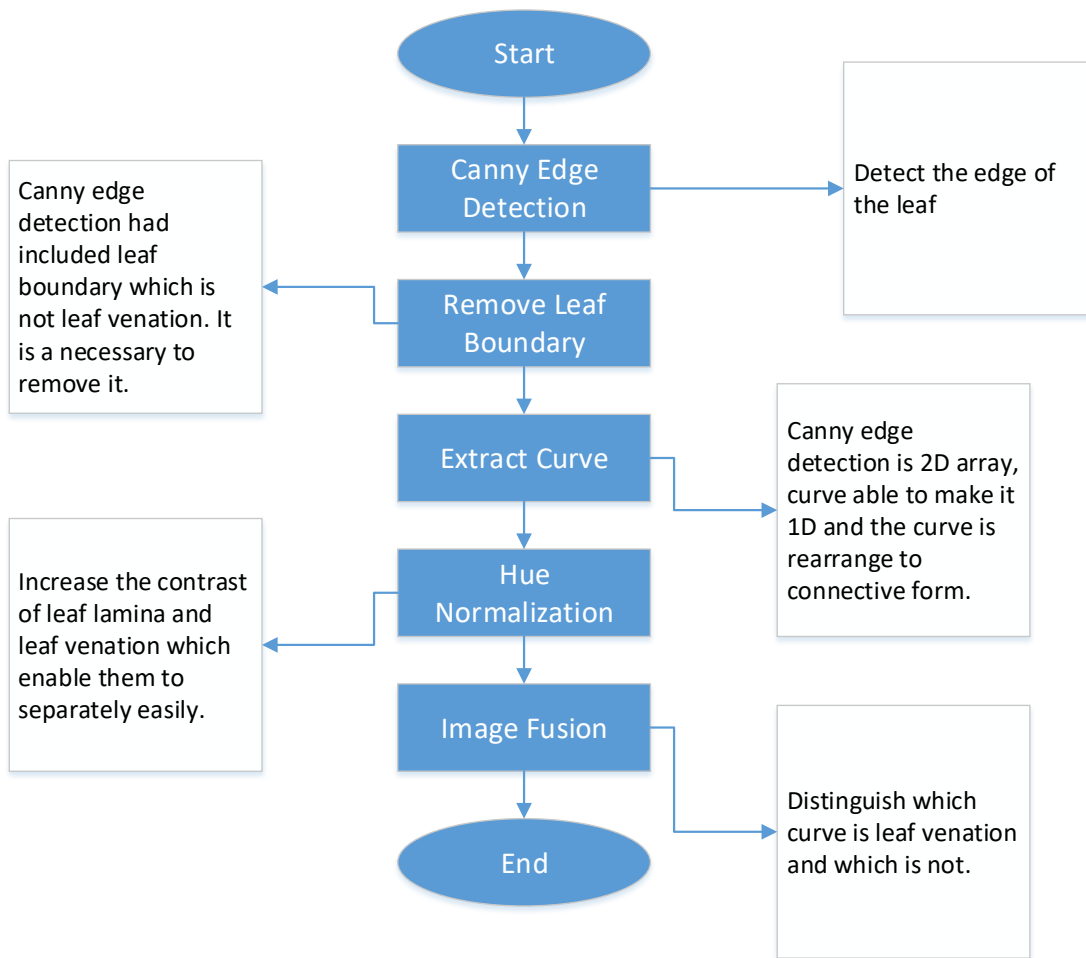 Start
Canny Edge
Detection
Detect the edge of
the leaf
Canny edge
detection had
included leaf
boundary which is
not leaf venation. It
is a necessary to
remove it.
Remove Leaf
Boundary
Extract Curve
Canny edge
detection is 2D array,
curve able to make it
1D and the curve is
rearrange to
connective form.
Hue
Normalization
Increase the contrast
of leaf lamina and
leaf venation which
enable them to
separately easily.
Image Fusion
Distinguish which
curve is leaf venation
and which is not.
End